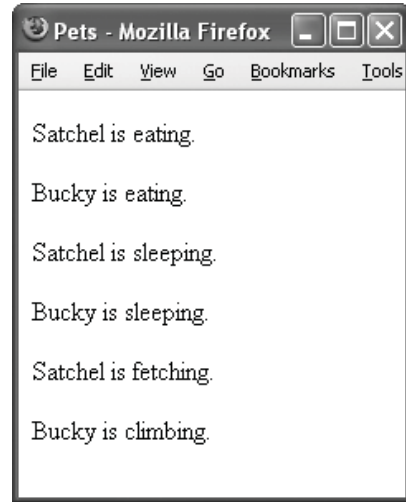 Pets - Mozilla Firefox
File Edit View Go Bookmarks Tools
Satchel is eating.
Bucky is eating.
Satchel is sleeping.
Bucky is sleeping.
Satchel is fetching.
Bucky is climbing.